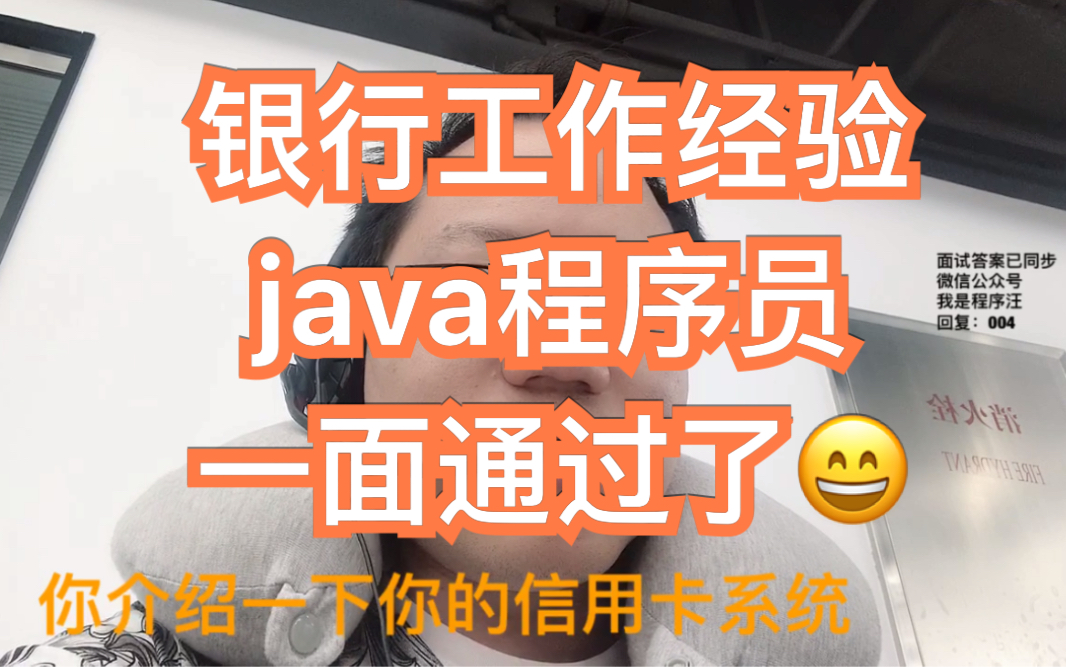 银行工作经验
java程序员
一面通过了😄
面试答案已同步
微信公众号
我是程序汪
回复：004
消火栓
FIRE HYDRANT
你介绍一下你的信用卡系统